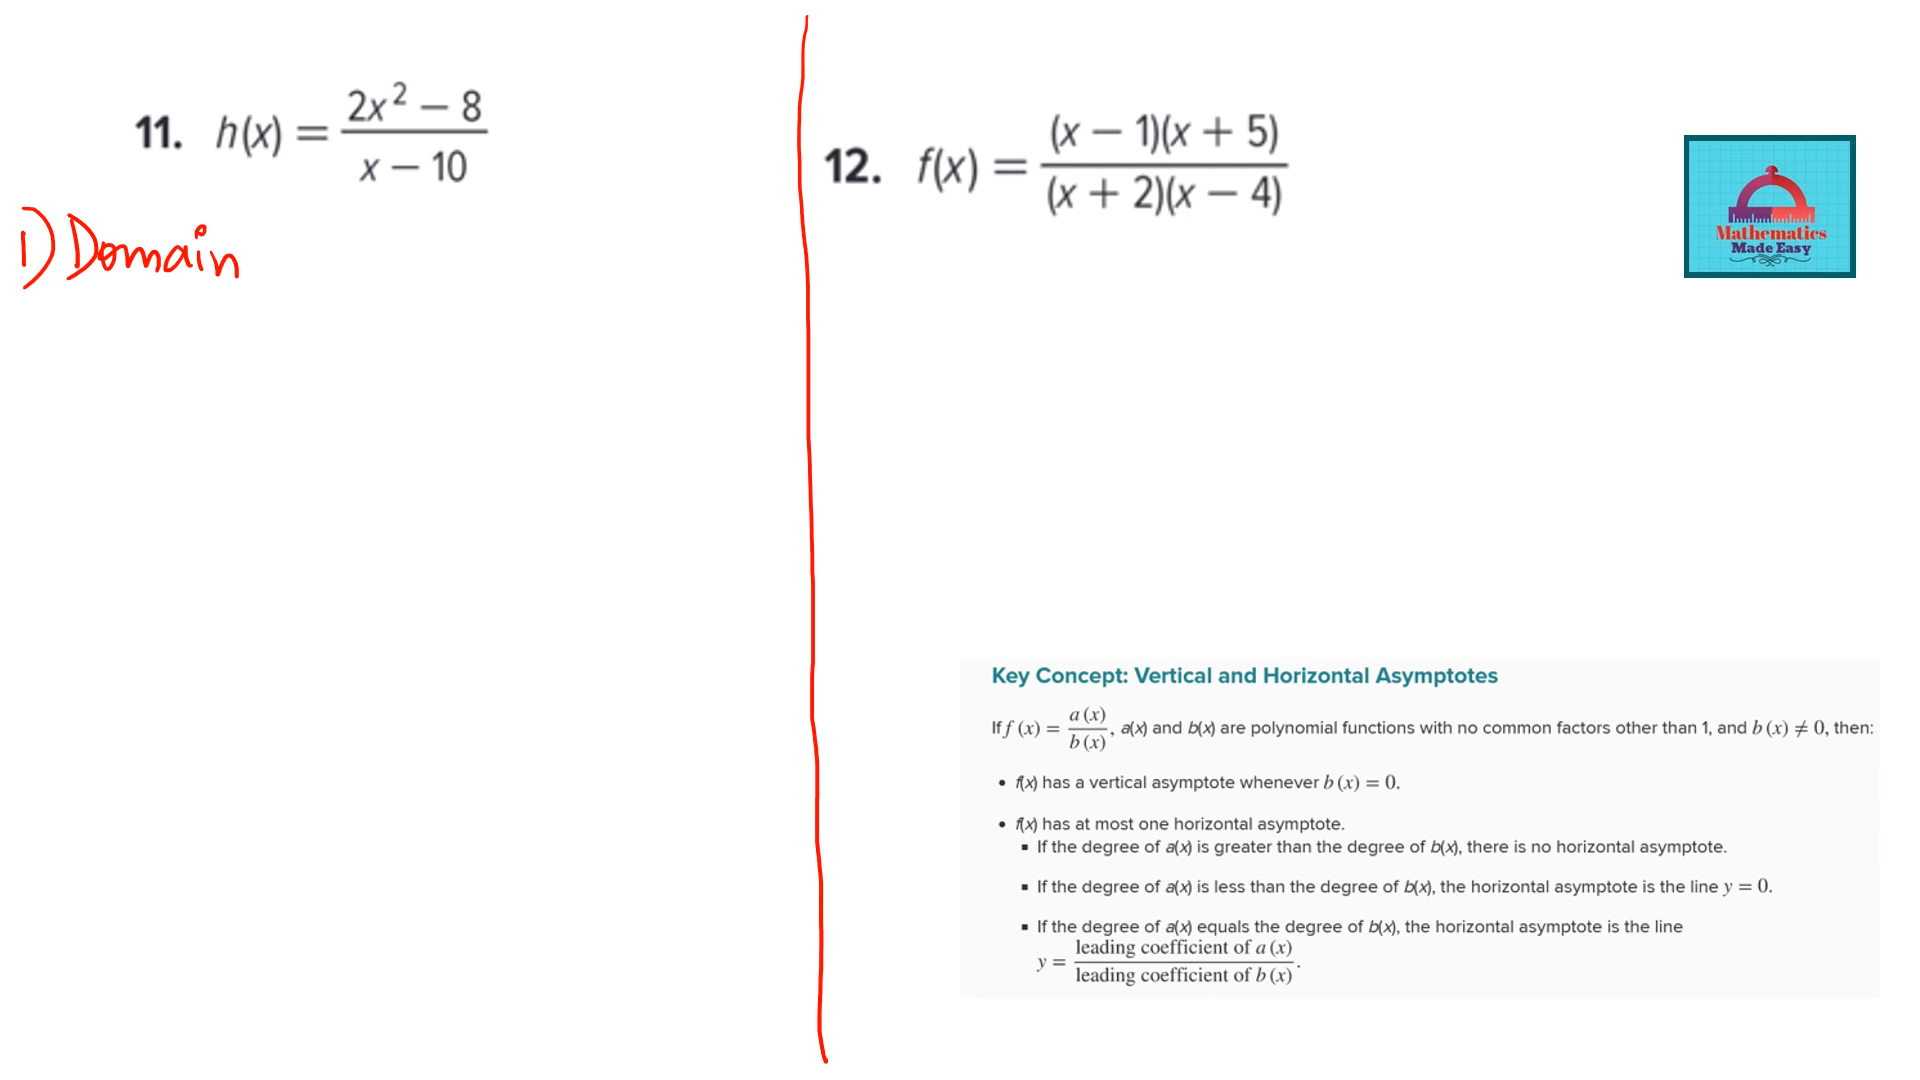 11. h(x) = (2x² − 8)/(x − 10)
1) Domain
12. f(x) = ((x − 1)(x + 5))/((x + 2)(x − 4))
Mathematics
Made Easy
Key Concept: Vertical and Horizontal Asymptotes
If f (x) = a (x)/b (x), a(x) and b(x) are polynomial functions with no common factors other than 1, and b (x) ≠ 0, then:
• f(x) has a vertical asymptote whenever b (x) = 0.
• f(x) has at most one horizontal asymptote.
▪ If the degree of a(x) is greater than the degree of b(x), there is no horizontal asymptote.
▪ If the degree of a(x) is less than the degree of b(x), the horizontal asymptote is the line y = 0.
▪ If the degree of a(x) equals the degree of b(x), the horizontal asymptote is the line
y = leading coefficient of a (x)/leading coefficient of b (x).